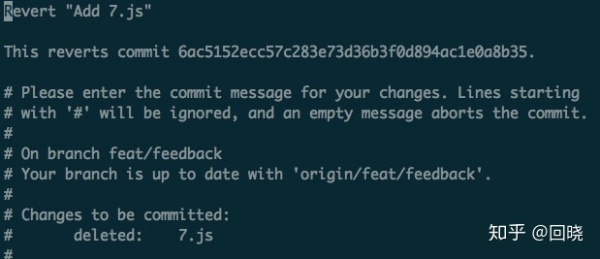 Revert "Add 7.js"
This reverts commit 6ac5152ecc57c283e73d36b3f0d894ac1e0a8b35.
# Please enter the commit message for your changes. Lines starting
# with '#' will be ignored, and an empty message aborts the commit.
#
# On branch feat/feedback
# Your branch is up to date with 'origin/feat/feedback'.
#
# Changes to be committed:
#       deleted:    7.js
#
知乎 @回晓